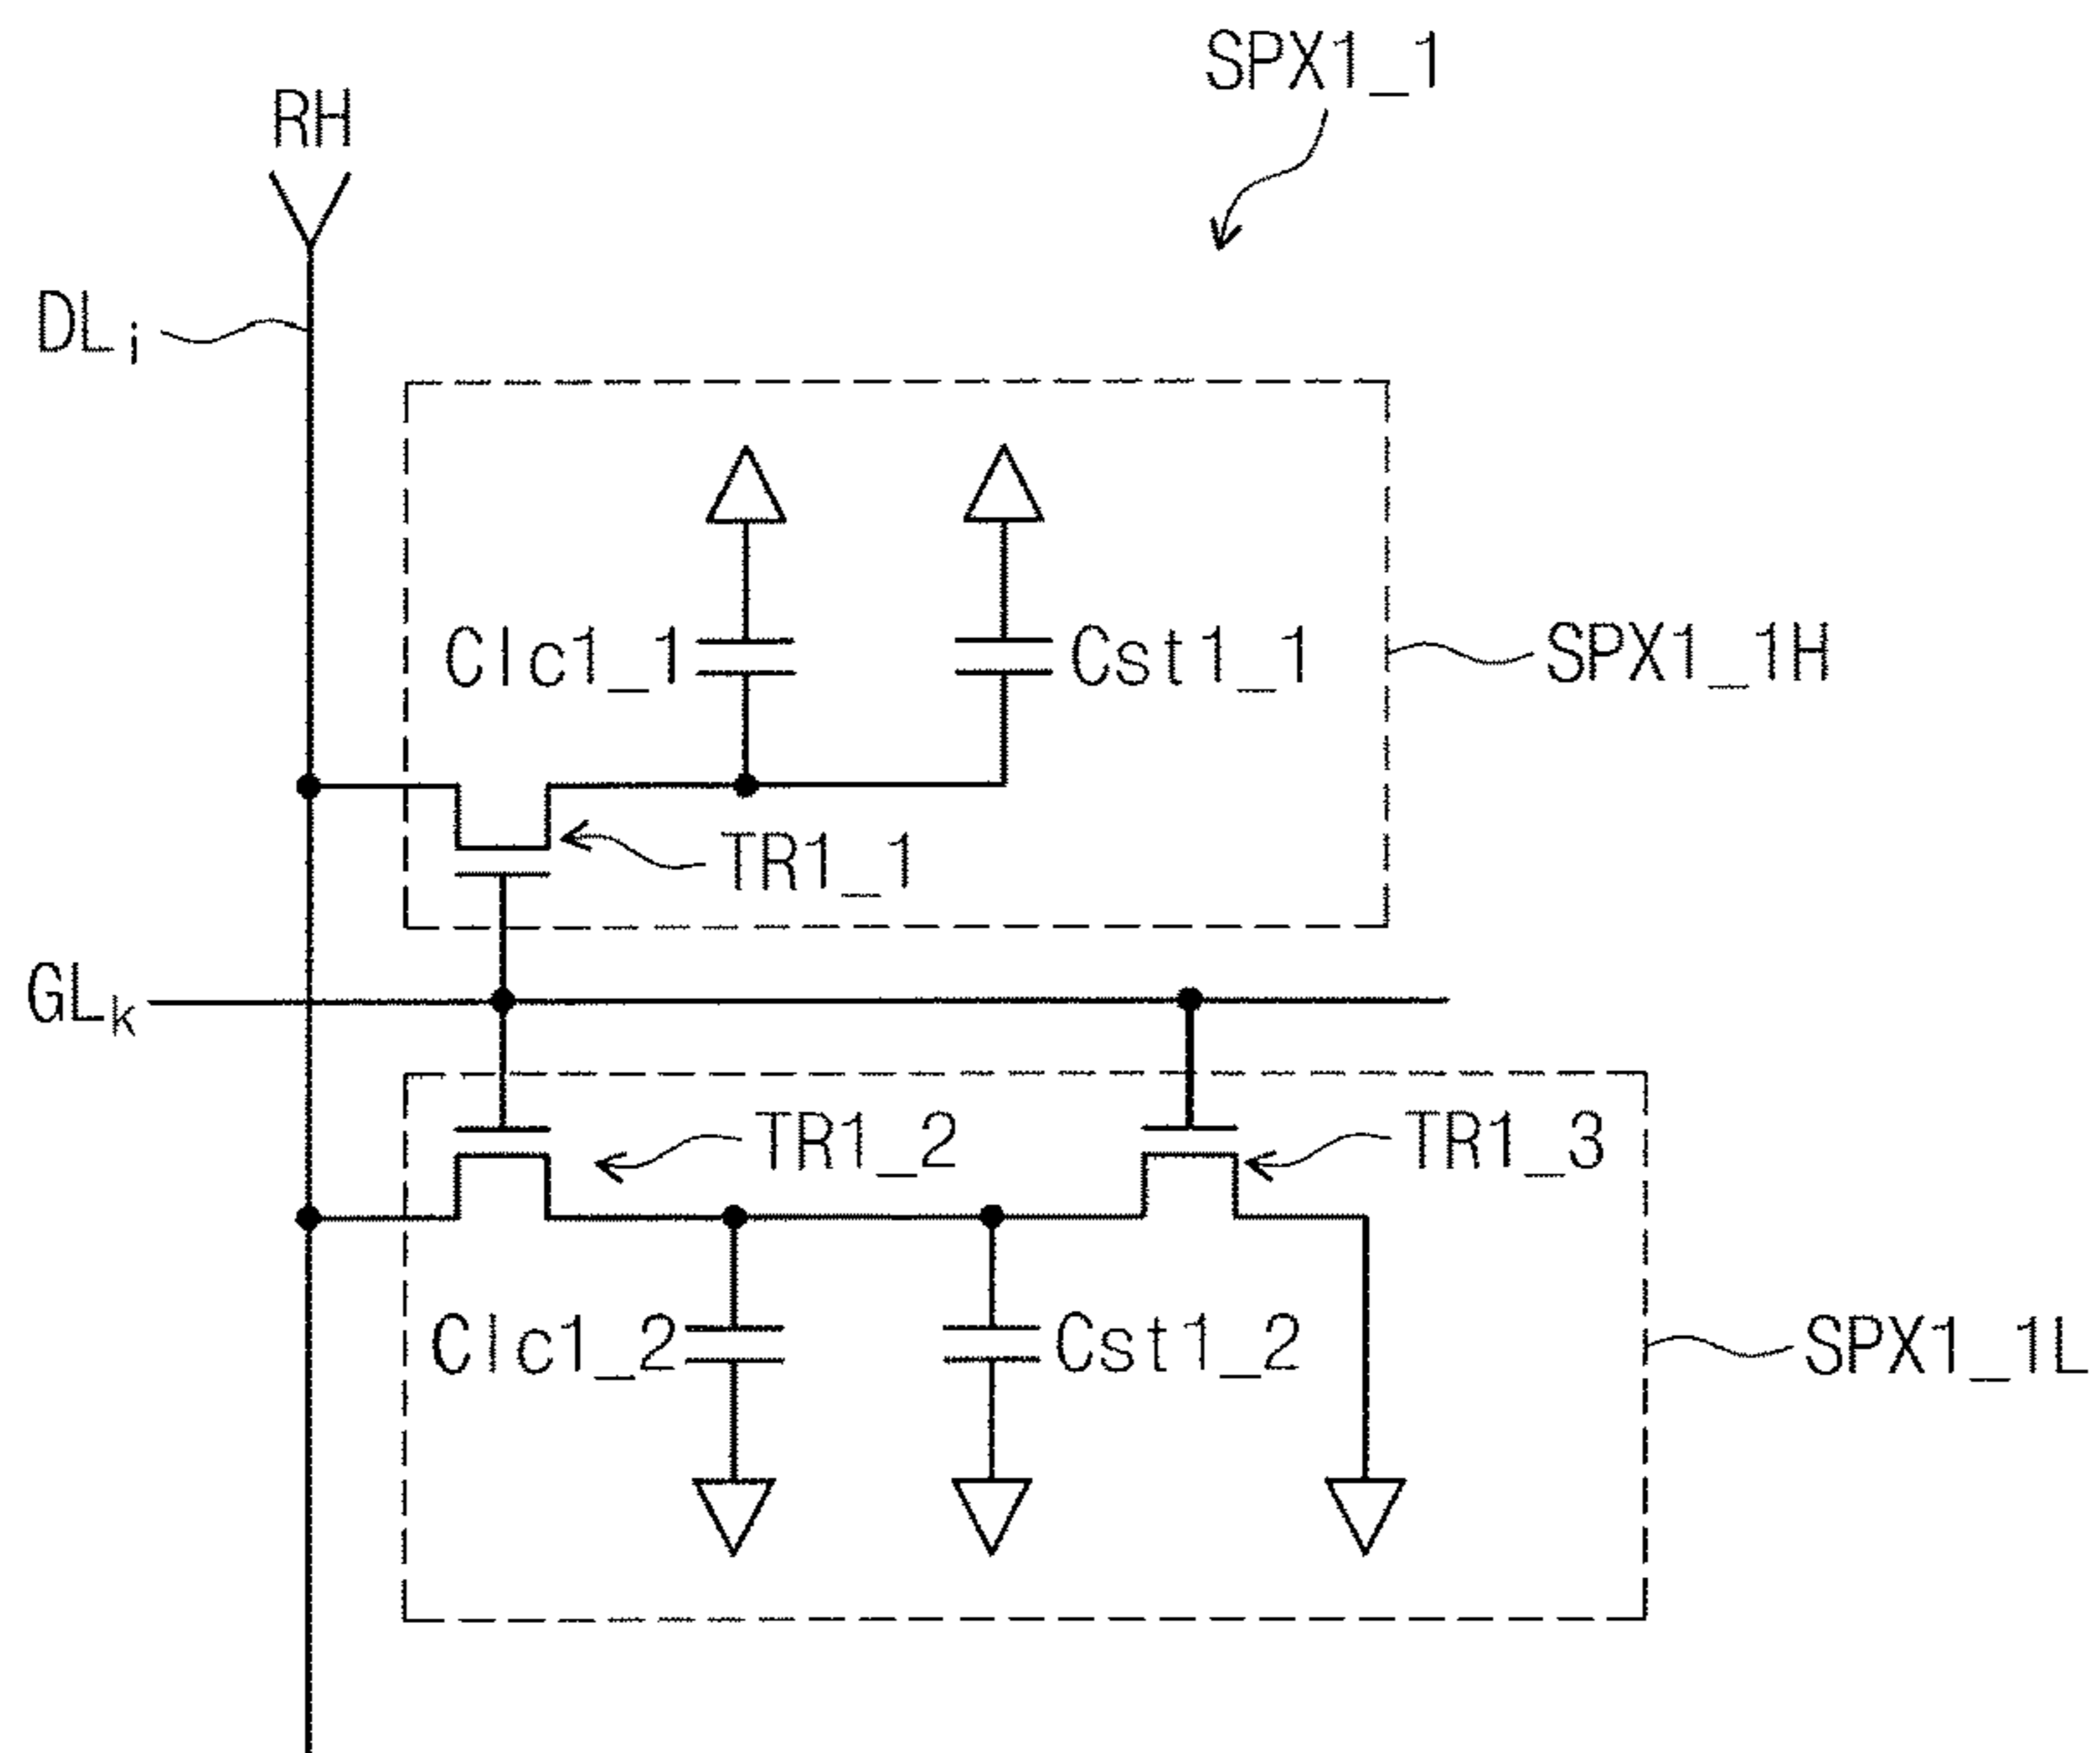 SPX1_1
RH
DLi
Clc1_1
Cst1_1
SPX1_1H
TR1_1
GLk
TR1_2
TR1_3
Clc1_2
Cst1_2
SPX1_1L